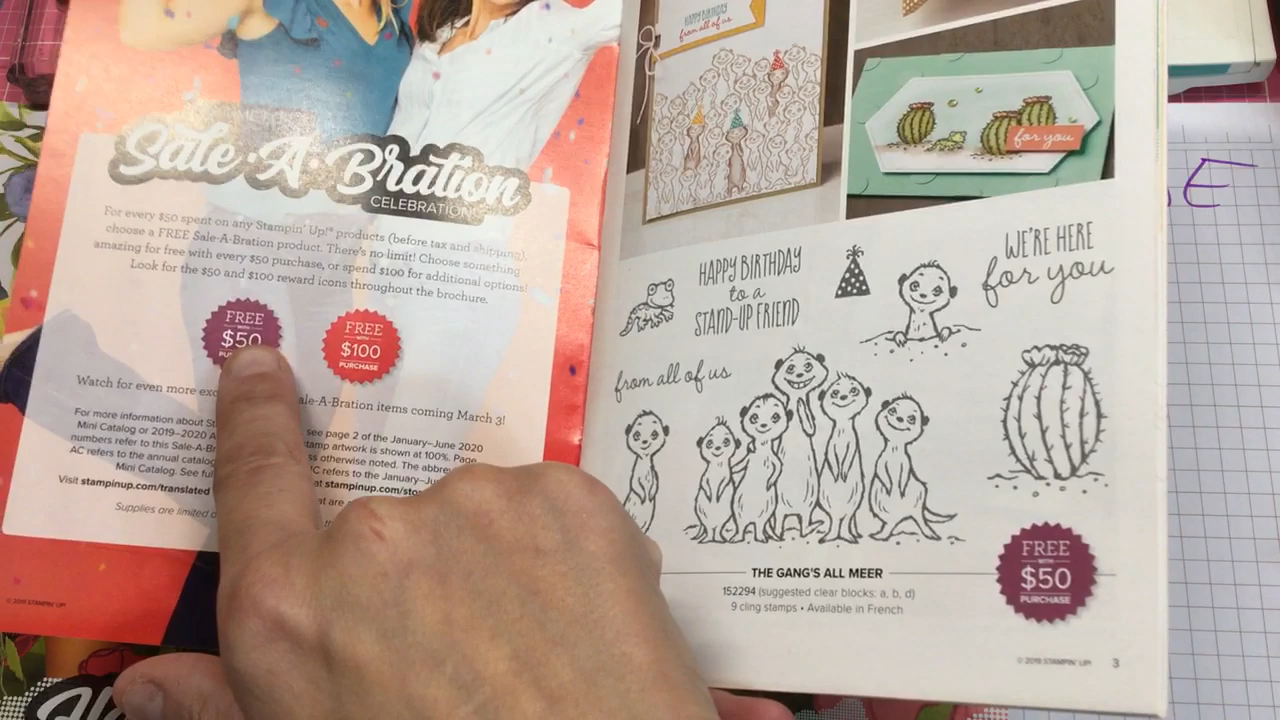 Sale·A·Bration
CELEBRATION
For every $50 spent on any Stampin' Up!® products (before tax and shipping),
choose a FREE Sale-A-Bration product. There's no limit! Choose something
amazing for free with every $50 purchase, or spend $100 for additional options!
Look for the $50 and $100 reward icons throughout the brochure.
FREE
WITH
$50
FREE
WITH
$100
PURCHASE
Watch for even more
ale-A-Bration items coming March 3!
For more information about
see page 2 of the January–June 2020
Mini Catalog or 2019–2020
stamp artwork is shown at 100%. Page
numbers refer to this
otherwise noted. The
AC refers to the annual catalog
refers to the
Mini Catalog. See
at stampinup.com
Visit stampinup.com/translated
Supplies are limited
© 2019 STAMPIN' UP!
HAPPY BIRTHDAY
from all of us
for you
HAPPY BIRTHDAY
to a
STAND-UP FRIEND
WE'RE HERE
for you
from all of us
THE GANG'S ALL MEER
152294 (suggested clear blocks: a, b, d)
9 cling stamps • Available in French
FREE
WITH
$50
PURCHASE
© 2019 STAMPIN' UP!
3
E